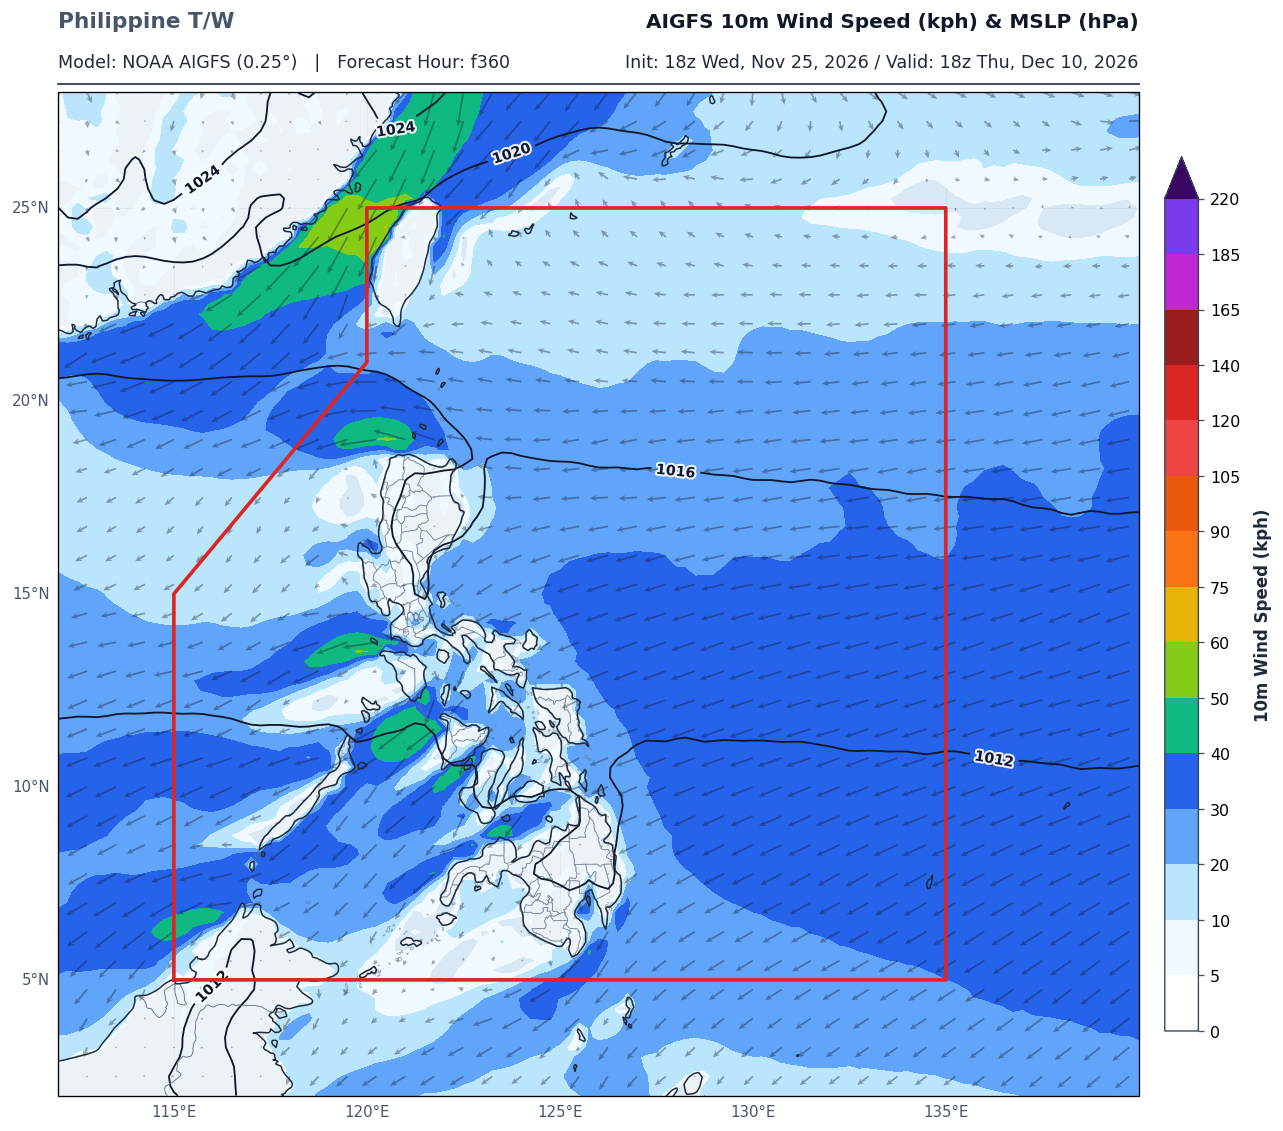 Philippine T/W
AIGFS 10m Wind Speed (kph) & MSLP (hPa)
Model: NOAA AIGFS (0.25°)   |   Forecast Hour: f360
Init: 18z Wed, Nov 25, 2026 / Valid: 18z Thu, Dec 10, 2026
1024
1020
1024
1016
1012
1012
25°N
20°N
15°N
10°N
5°N
115°E
120°E
125°E
130°E
135°E
220
185
165
140
120
105
90
75
60
50
40
30
20
10
5
0
10m Wind Speed (kph)